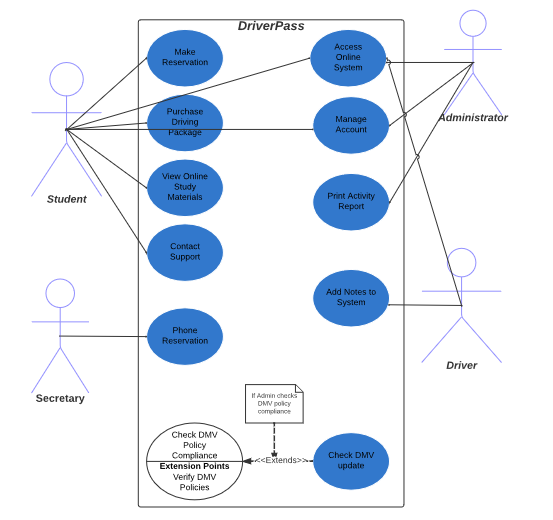 DriverPass
Make
Reservation
Access
Online
System
Administrator
Purchase
Driving
Package
Manage
Account
Student
View Online
Study
Materials
Print Activity
Report
Contact
Support
Add Notes to
System
Driver
Phone
Reservation
Secretary
If Admin checks
DMV policy
compliance
Check DMV
Policy
Compliance
Extension Points
Verify DMV
Policies
<<Extends>>
Check DMV
update